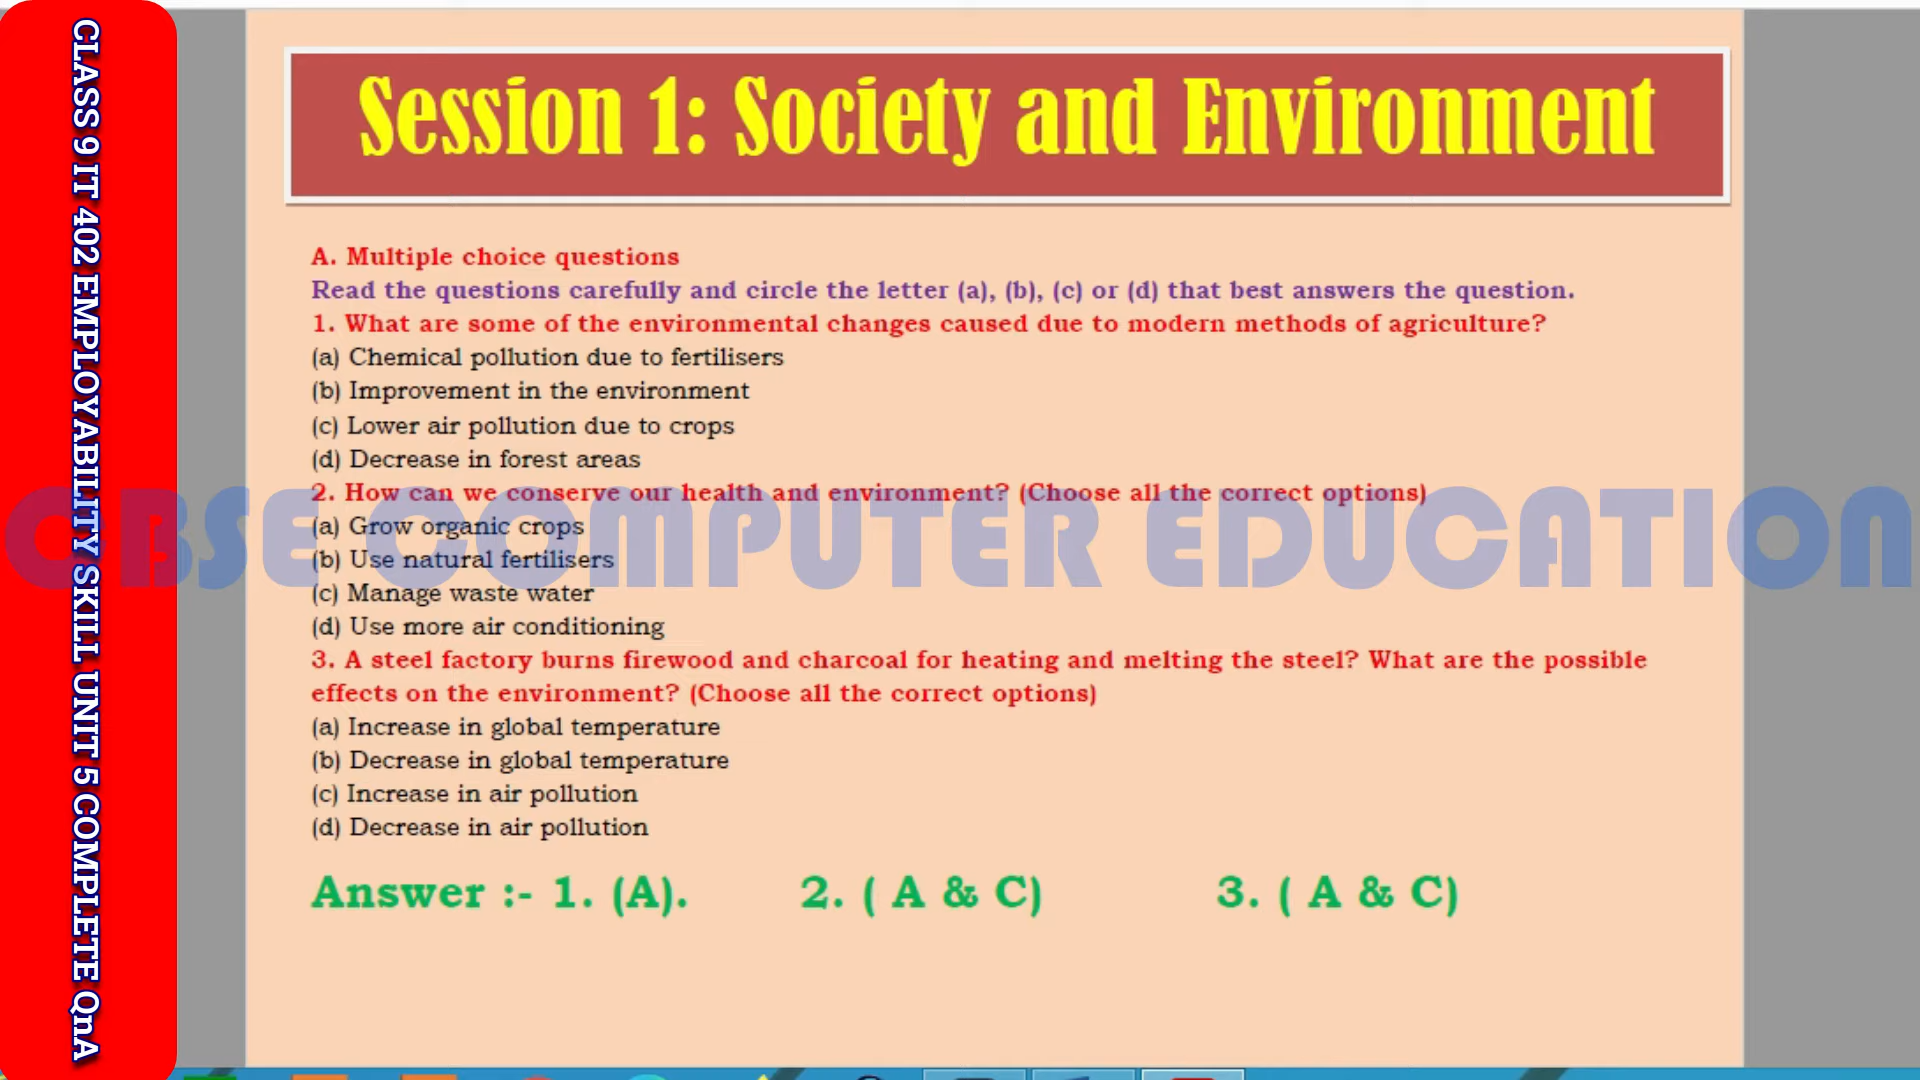 CLASS 9 IT 402 EMPLOYABILITY SKILL UNIT 5 COMPLETE QnA
Session 1: Society and Environment
A. Multiple choice questions
Read the questions carefully and circle the letter (a), (b), (c) or (d) that best answers the question.
1. What are some of the environmental changes caused due to modern methods of agriculture?
(a) Chemical pollution due to fertilisers
(b) Improvement in the environment
(c) Lower air pollution due to crops
(d) Decrease in forest areas
2. How can we conserve our health and environment? (Choose all the correct options)
(a) Grow organic crops
CBSE COMPUTER EDUCATION
(b) Use natural fertilisers
(c) Manage waste water
(d) Use more air conditioning
3. A steel factory burns firewood and charcoal for heating and melting the steel? What are the possible
effects on the environment? (Choose all the correct options)
(a) Increase in global temperature
(b) Decrease in global temperature
(c) Increase in air pollution
(d) Decrease in air pollution
Answer :- 1. (A). 2. ( A & C) 3. ( A & C)